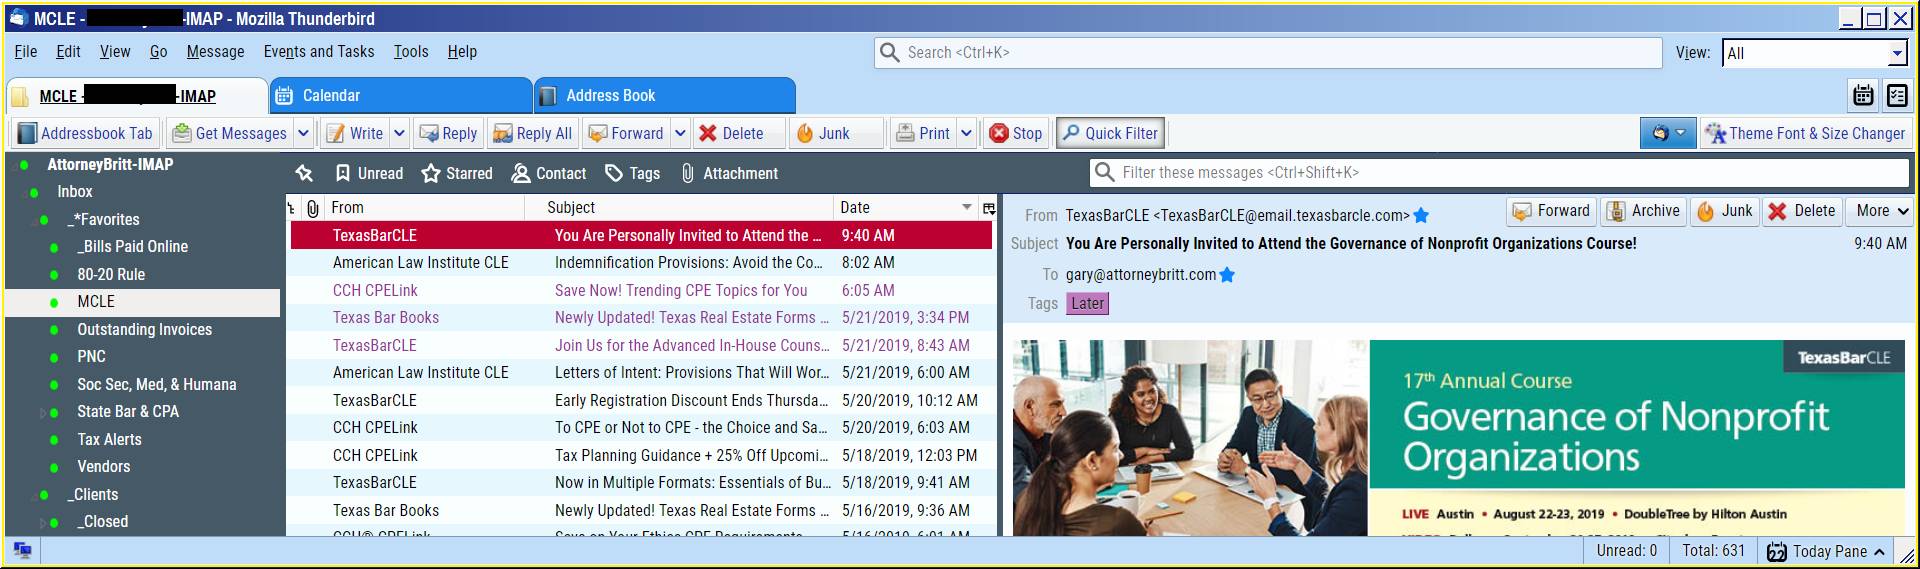 MCLE - -IMAP - Mozilla Thunderbird
File Edit View Go Message Events and Tasks Tools Help
Search <Ctrl+K>
View: All
MCLE - -IMAP
Calendar
Address Book
Addressbook Tab Get Messages Write Reply Reply All Forward Delete Junk Print Stop Quick Filter
Theme Font & Size Changer
AttorneyBritt-IMAP
Inbox
_*Favorites
_Bills Paid Online
80-20 Rule
MCLE
Outstanding Invoices
PNC
Soc Sec, Med, & Humana
State Bar & CPA
Tax Alerts
Vendors
_Clients
_Closed
Unread Starred Contact Tags Attachment
Filter these messages <Ctrl+Shift+K>
From Subject Date
TexasBarCLE You Are Personally Invited to Attend the ... 9:40 AM
American Law Institute CLE Indemnification Provisions: Avoid the Co... 8:02 AM
CCH CPELink Save Now! Trending CPE Topics for You 6:05 AM
Texas Bar Books Newly Updated! Texas Real Estate Forms ... 5/21/2019, 3:34 PM
TexasBarCLE Join Us for the Advanced In-House Couns... 5/21/2019, 8:43 AM
American Law Institute CLE Letters of Intent: Provisions That Will Wor... 5/21/2019, 6:00 AM
TexasBarCLE Early Registration Discount Ends Thursda... 5/20/2019, 10:12 AM
CCH CPELink To CPE or Not to CPE - the Choice and Sa... 5/20/2019, 6:03 AM
CCH CPELink Tax Planning Guidance + 25% Off Upcomi... 5/18/2019, 12:03 PM
TexasBarCLE Now in Multiple Formats: Essentials of Bu... 5/18/2019, 9:41 AM
Texas Bar Books Newly Updated! Texas Real Estate Forms ... 5/16/2019, 9:36 AM
From TexasBarCLE <TexasBarCLE@email.texasbarcle.com>
Forward Archive Junk Delete More
Subject You Are Personally Invited to Attend the Governance of Nonprofit Organizations Course! 9:40 AM
To gary@attorneybritt.com
Tags Later
TexasBarCLE
17th Annual Course
Governance of Nonprofit
Organizations
LIVE Austin • August 22-23, 2019 • DoubleTree by Hilton Austin
Unread: 0 Total: 631 22 Today Pane